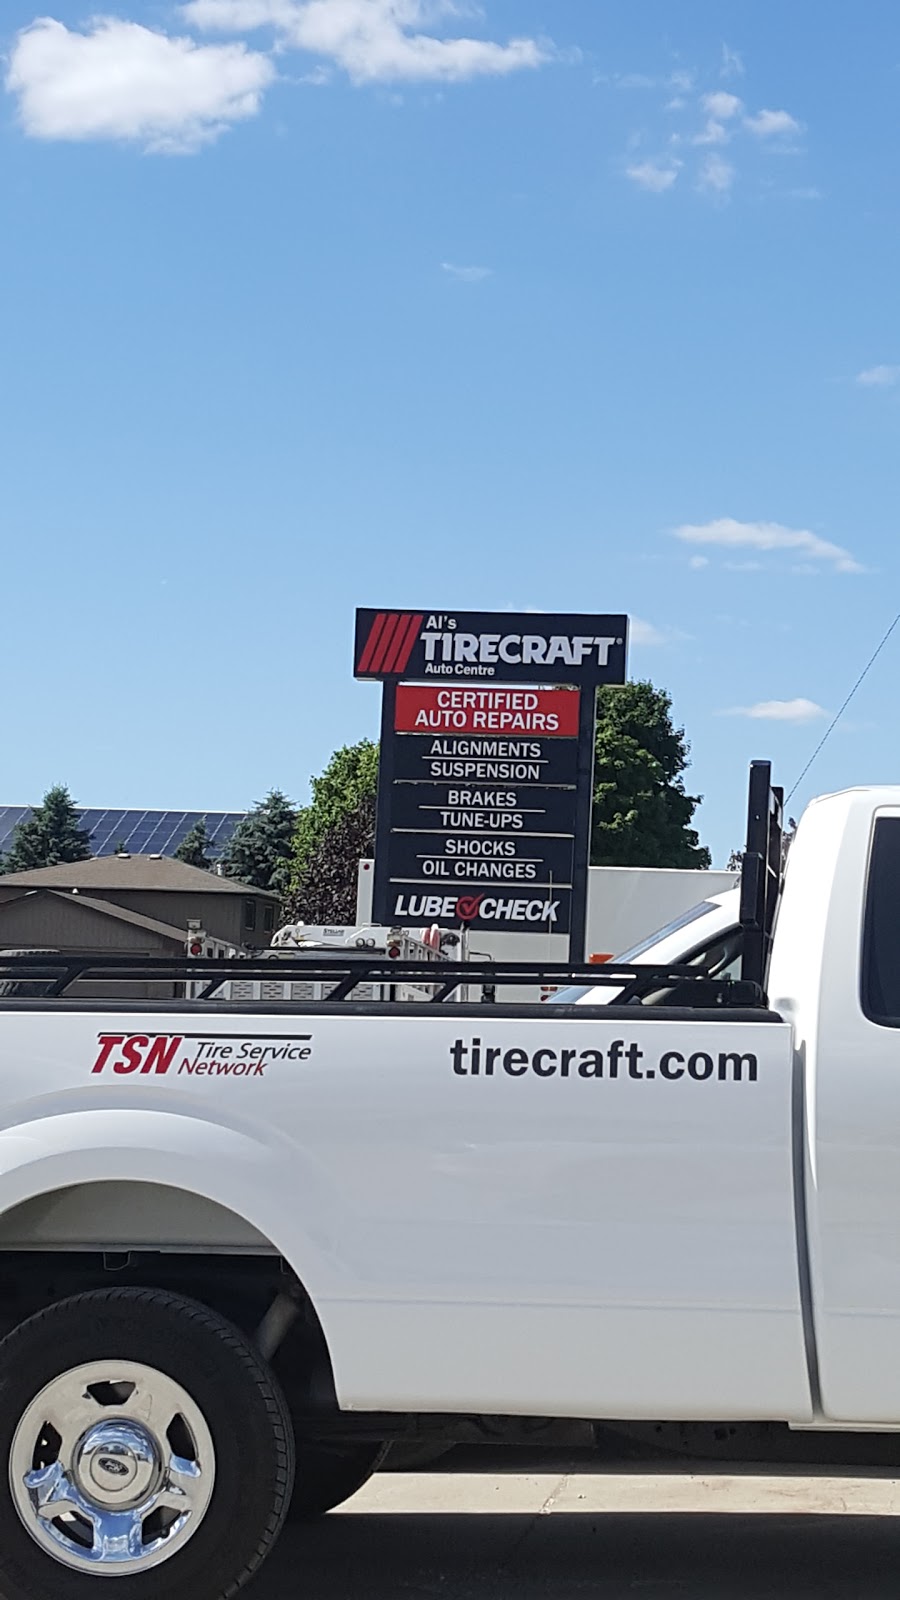 Al's
TIRECRAFT®
Auto Centre
CERTIFIED
AUTO REPAIRS
ALIGNMENTS
SUSPENSION
BRAKES
TUNE-UPS
SHOCKS
OIL CHANGES
LUBE CHECK
TSN Tire Service
Network
tirecraft.com
Ford